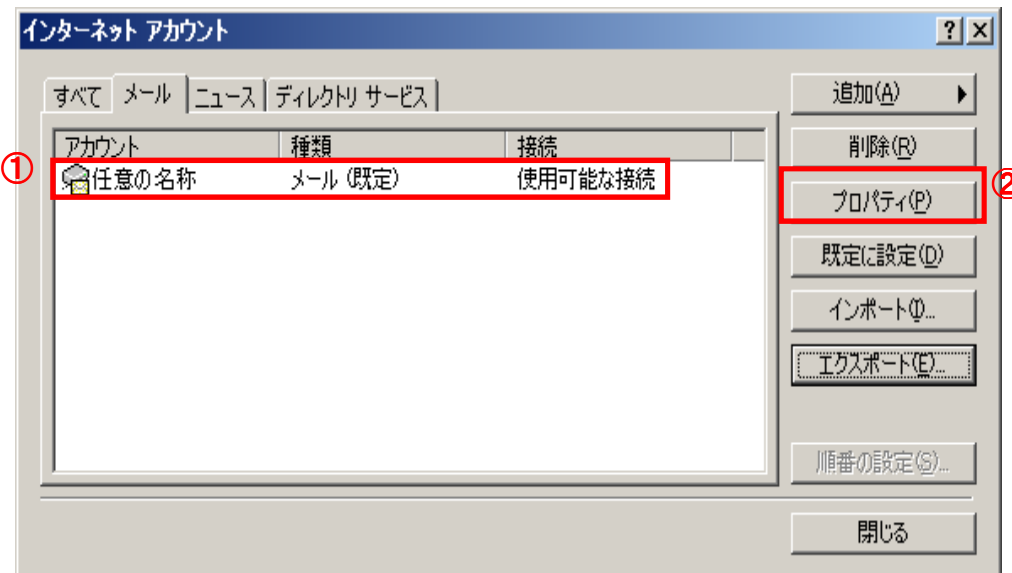 インターネット アカウント
? ×
すべて メール ニュース ディレクトリ サービス
追加(A)
アカウント 種類 接続
削除(R)
① 任意の名称 メール (既定) 使用可能な接続
プロパティ(P) ②
既定に設定(D)
インポート(I)...
エクスポート(E)...
順番の設定(S)...
閉じる